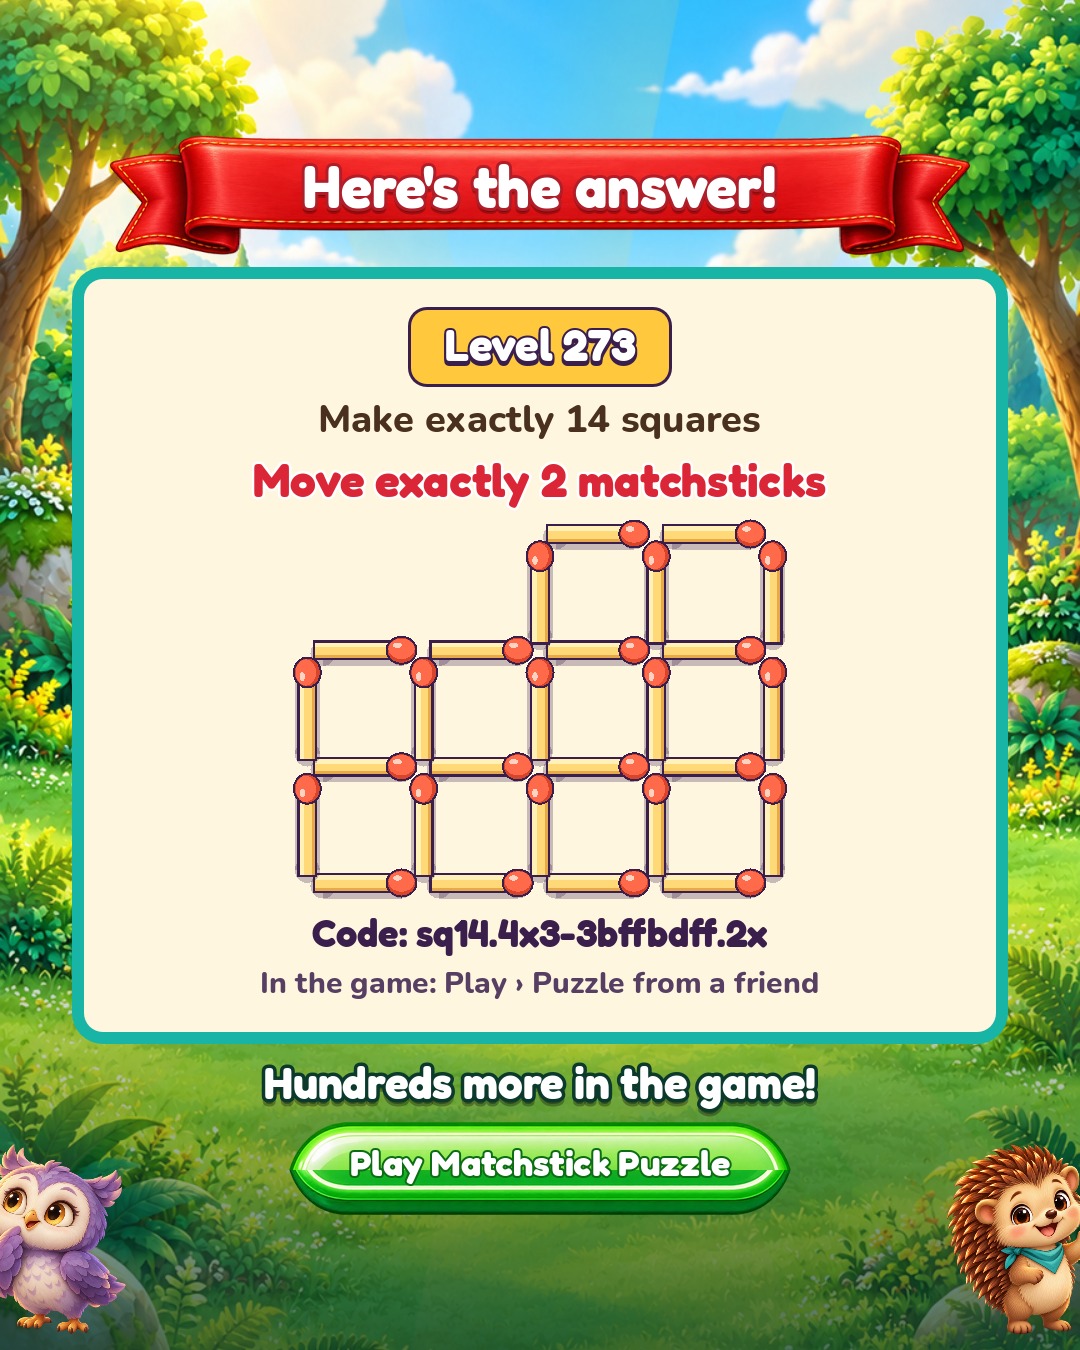 Here's the answer!
Level 273
Make exactly 14 squares
Move exactly 2 matchsticks
Code: sq14.4x3-3bffbdff.2x
In the game: Play › Puzzle from a friend
Hundreds more in the game!
Play Matchstick Puzzle